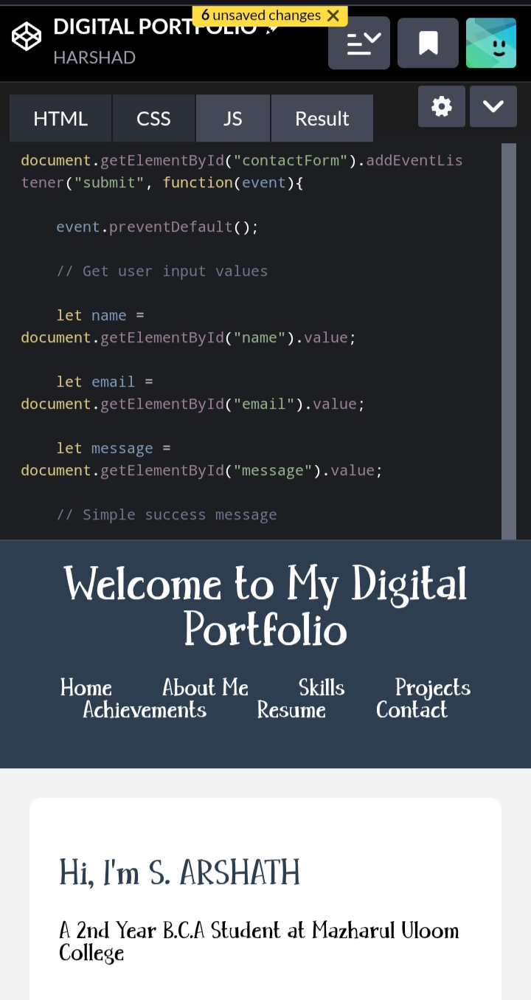 6 unsaved changes
DIGITAL PORTFOLIO
HARSHAD
HTML CSS JS Result
document.getElementById("contactForm").addEventLis
tener("submit", function(event){
event.preventDefault();
// Get user input values
let name =
document.getElementById("name").value;
let email =
document.getElementById("email").value;
let message =
document.getElementById("message").value;
// Simple success message
Welcome to My Digital
Portfolio
Home About Me Skills Projects
Achievements Resume Contact
Hi, I'm S. ARSHATH
A 2nd Year B.C.A Student at Mazharul Uloom
College